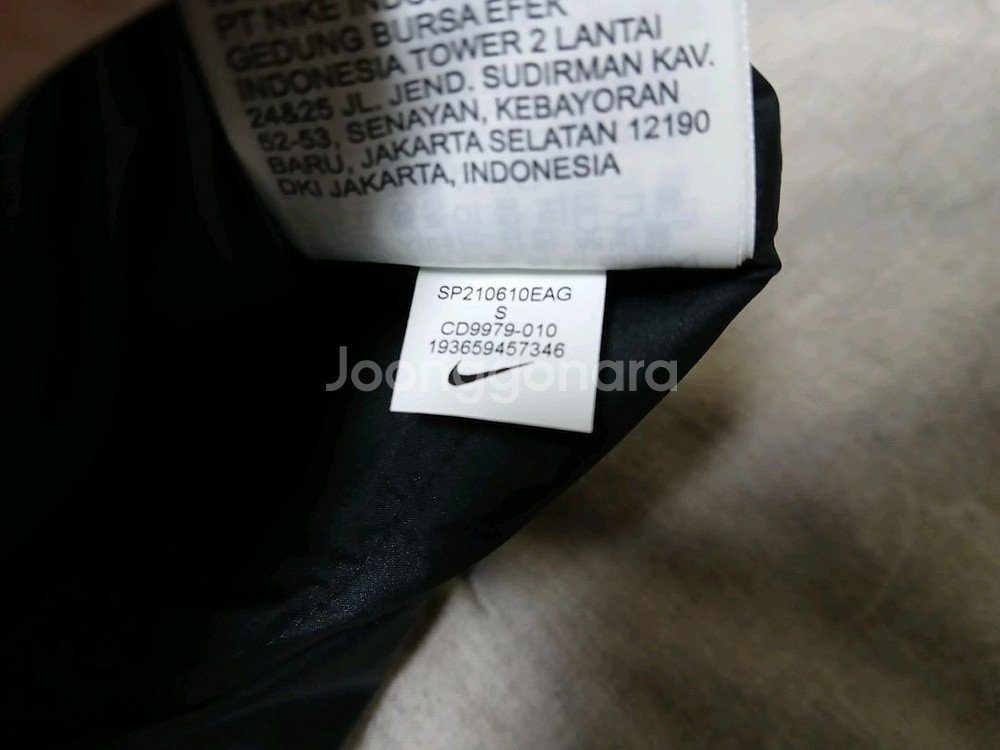 PT NIKE
GEDUNG BURSA EFEK
INDONESIA TOWER 2 LANTAI
24&25 JL. JEND. SUDIRMAN KAV.
52-53, SENAYAN, KEBAYORAN
BARU, JAKARTA SELATAN 12190
DKI JAKARTA, INDONESIA
SP210610EAG
S
CD9979-010
193659457346
Joonggonara